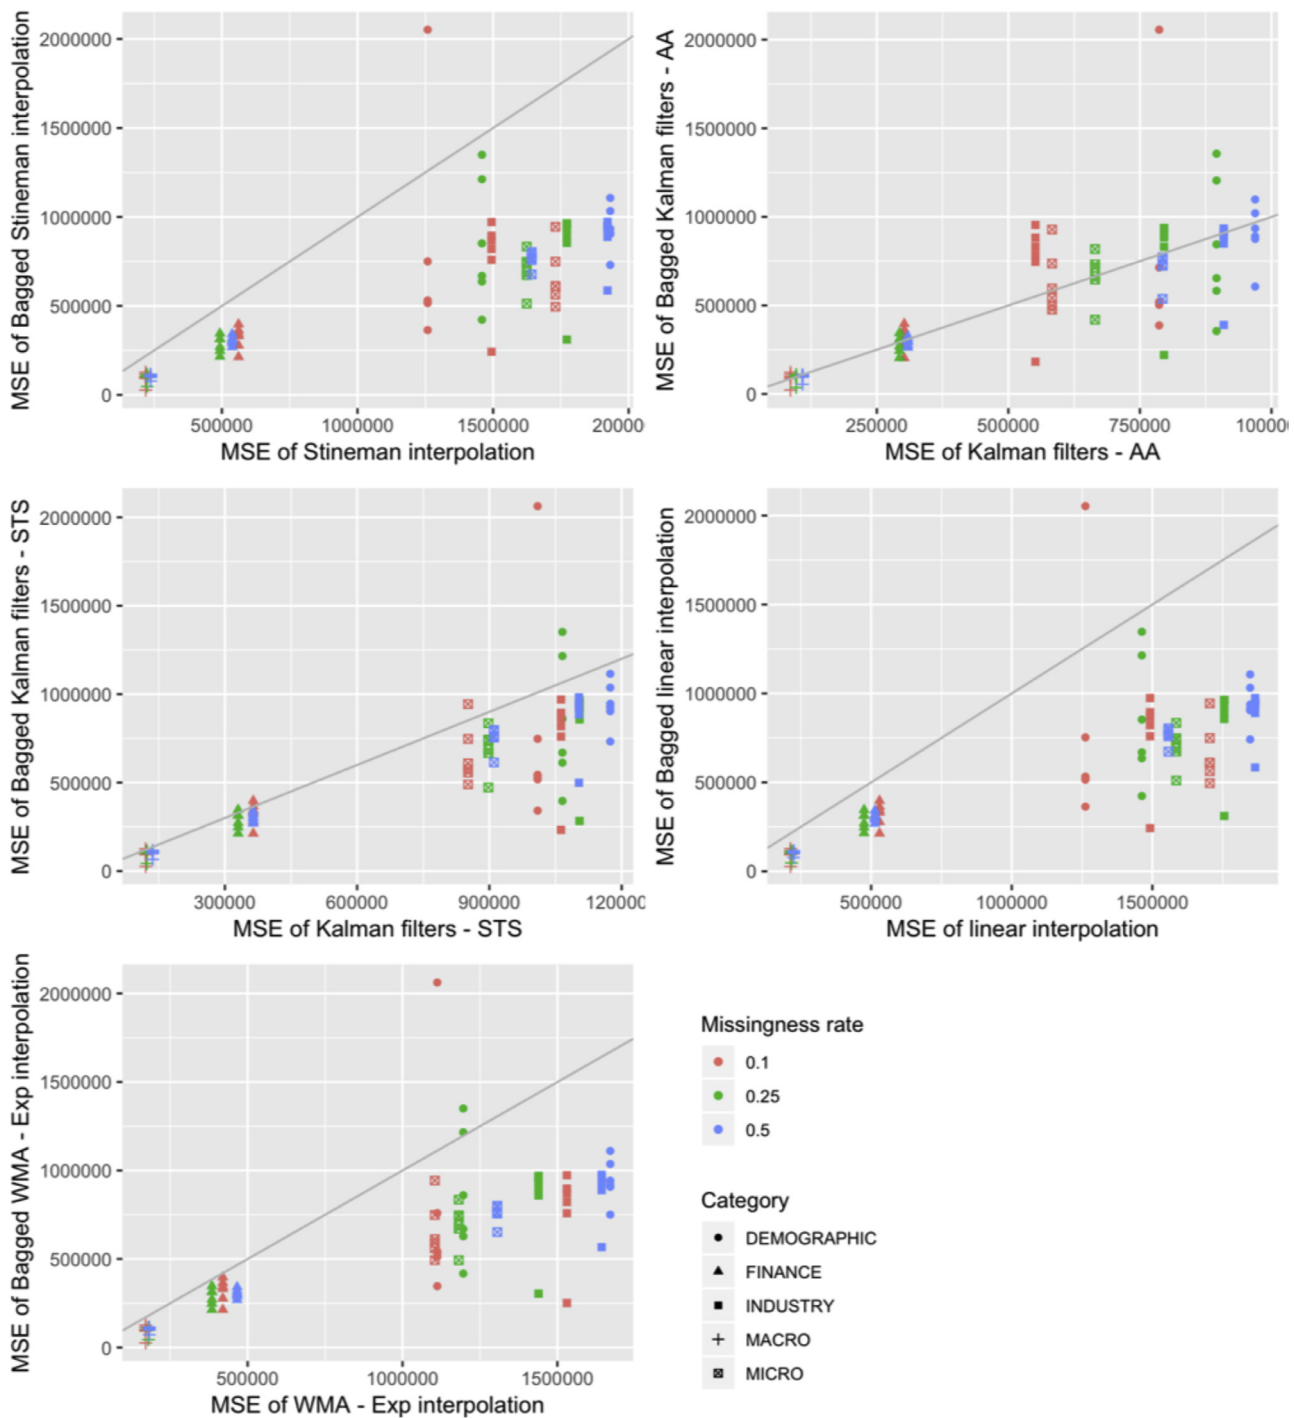 MSE of Bagged Stineman interpolation
2000000
1500000
1000000
500000
0
500000 1000000 1500000 200000
MSE of Stineman interpolation
MSE of Bagged Kalman filters - AA
2000000
1500000
1000000
500000
0
250000 500000 750000 10000
MSE of Kalman filters - AA
MSE of Bagged Kalman filters - STS
2000000
1500000
1000000
500000
0
300000 600000 900000 120000
MSE of Kalman filters - STS
MSE of Bagged linear interpolation
2000000
1500000
1000000
500000
0
500000 1000000 1500000
MSE of linear interpolation
MSE of Bagged WMA - Exp interpolation
2000000
1500000
1000000
500000
0
500000 1000000 1500000
MSE of WMA - Exp interpolation
Missingness rate
0.1
0.25
0.5
Category
DEMOGRAPHIC
FINANCE
INDUSTRY
MACRO
MICRO